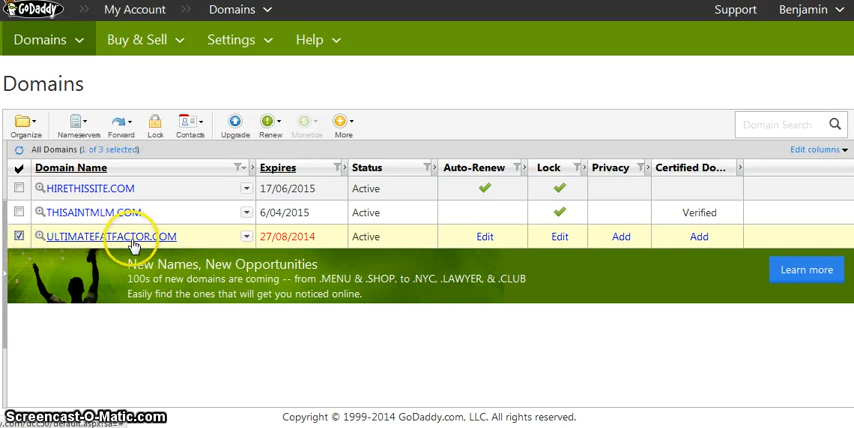 GoDaddy My Account Domains Support Benjamin
Domains Buy & Sell Settings Help
Domains
Organize Nameservers Forward Lock Contacts Upgrade Renew Monetize More Domain Search
All Domains (1 of 3 selected) Edit columns
Domain Name Expires Status Auto-Renew Lock Privacy Certified Do...
HIRETHISSITE.COM 17/06/2015 Active
THISAINTMLM.COM 6/04/2015 Active Verified
ULTIMATEFATFACTOR.COM 27/08/2014 Active Edit Edit Add Add
New Names, New Opportunities
100s of new domains are coming -- from .MENU & .SHOP, to .NYC, .LAWYER, & .CLUB
Easily find the ones that will get you noticed online.
Learn more
Screencast-O-Matic.com
Copyright © 1999-2014 GoDaddy.com, LLC. All rights reserved.